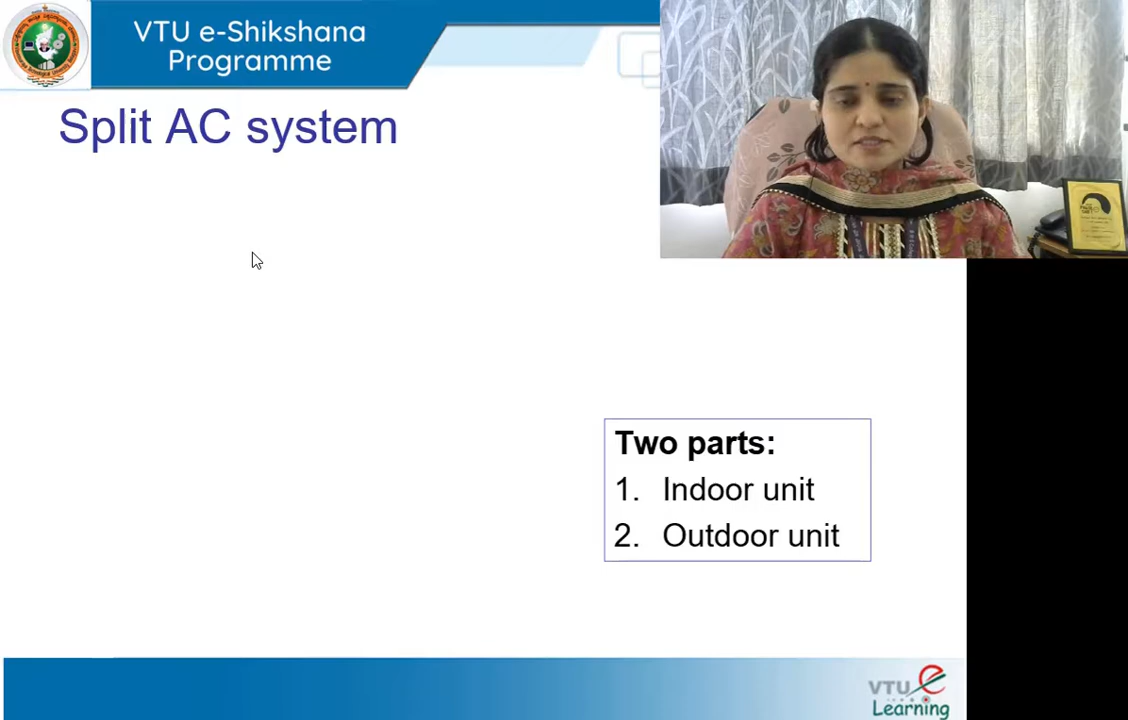 VTU e-Shikshana
Programme
Split AC system
Two parts:
1. Indoor unit
2. Outdoor unit
VTU e
Learning